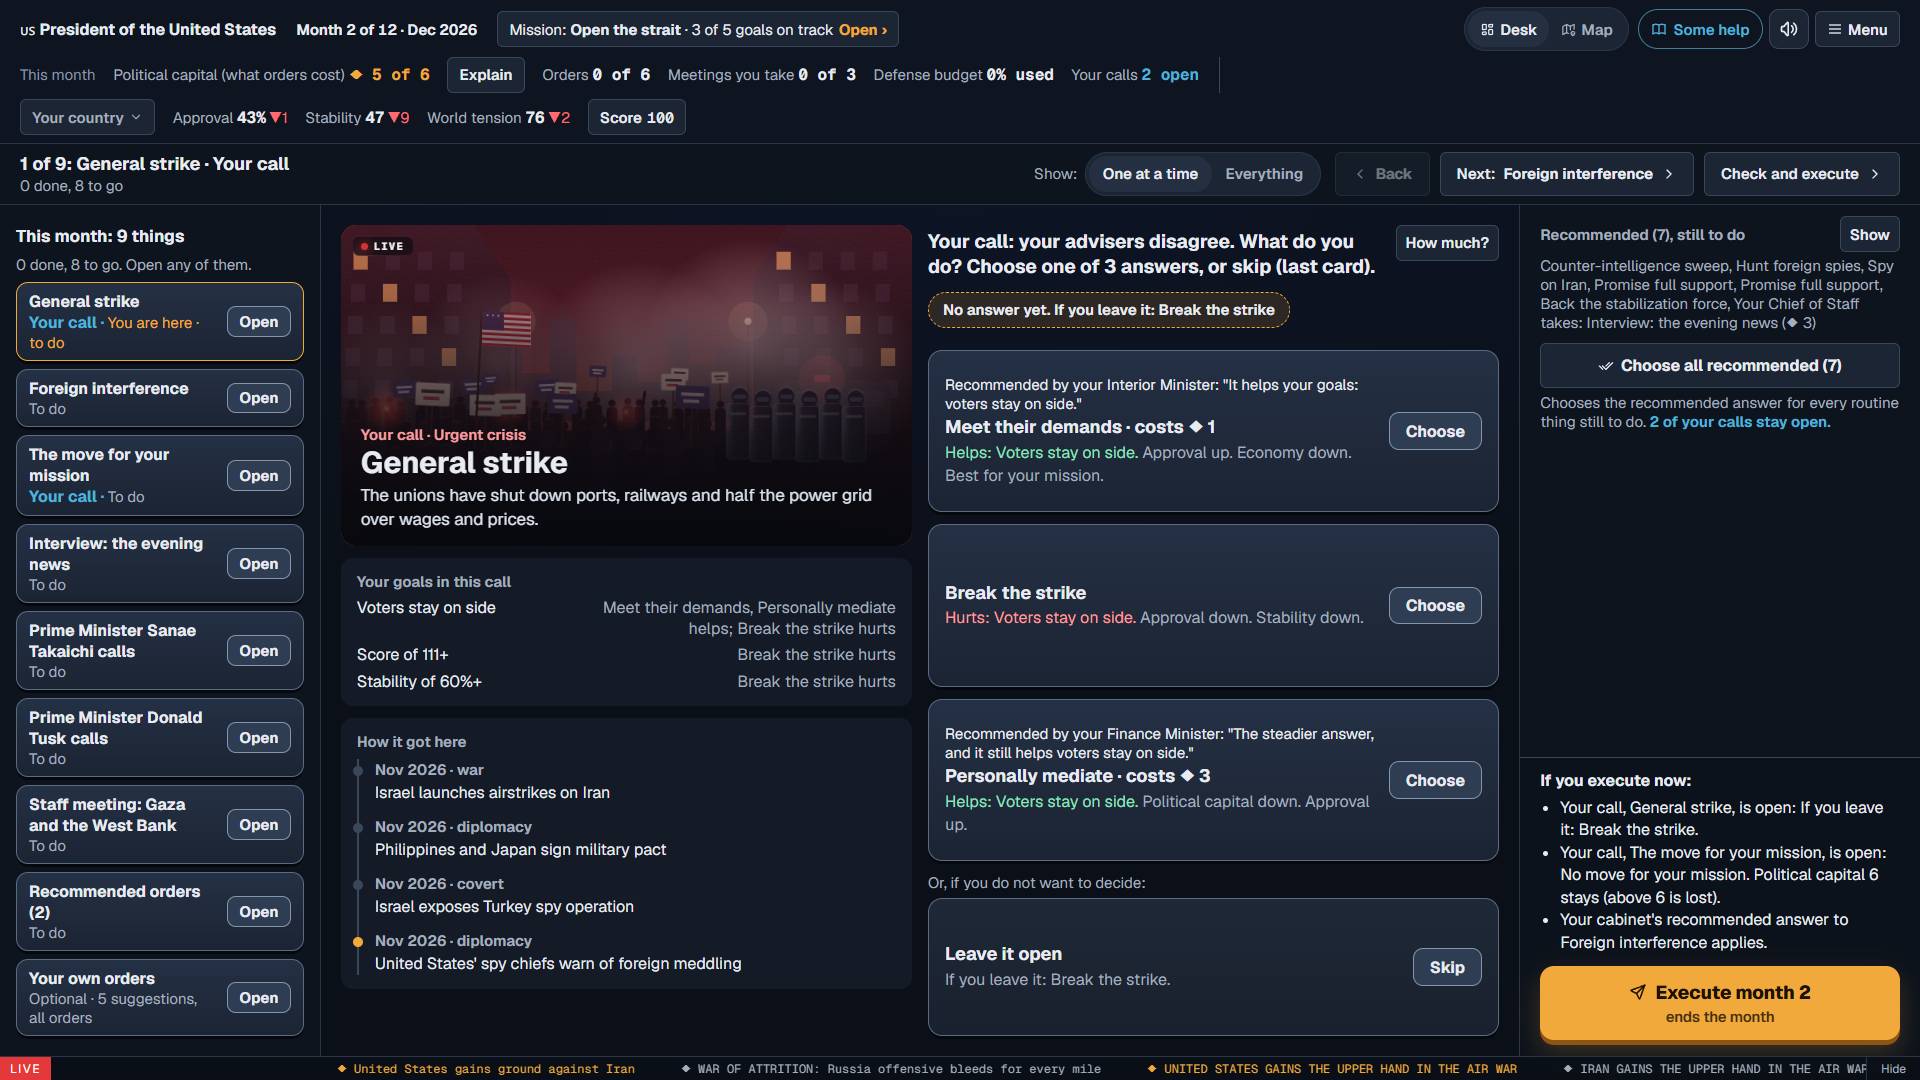 US President of the United States
Month 2 of 12 · Dec 2026
Mission: Open the strait · 3 of 5 goals on track Open ›
Desk
Map
Some help
Menu
This month
Political capital (what orders cost) ◆ 5 of 6
Explain
Orders 0 of 6
Meetings you take 0 of 3
Defense budget 0% used
Your calls 2 open
Your country
Approval 43% ▼1
Stability 47 ▼9
World tension 76 ▼2
Score 100
1 of 9: General strike · Your call
0 done, 8 to go
Show:
One at a time
Everything
Back
Next: Foreign interference
Check and execute
This month: 9 things
0 done, 8 to go. Open any of them.
General strike
Your call · You are here ·
to do
Open
Foreign interference
To do
Open
The move for your
mission
Your call · To do
Open
Interview: the evening
news
To do
Open
Prime Minister Sanae
Takaichi calls
To do
Open
Prime Minister Donald
Tusk calls
To do
Open
Staff meeting: Gaza
and the West Bank
To do
Open
Recommended orders
(2)
To do
Open
Your own orders
Optional · 5 suggestions,
all orders
Open
LIVE
Your call · Urgent crisis
General strike
The unions have shut down ports, railways and half the power grid
over wages and prices.
Your goals in this call
Voters stay on side
Meet their demands, Personally mediate
helps; Break the strike hurts
Score of 111+
Break the strike hurts
Stability of 60%+
Break the strike hurts
How it got here
Nov 2026 · war
Israel launches airstrikes on Iran
Nov 2026 · diplomacy
Philippines and Japan sign military pact
Nov 2026 · covert
Israel exposes Turkey spy operation
Nov 2026 · diplomacy
United States' spy chiefs warn of foreign meddling
Your call: your advisers disagree. What do you
do? Choose one of 3 answers, or skip (last card).
How much?
No answer yet. If you leave it: Break the strike
Recommended by your Interior Minister: "It helps your goals:
voters stay on side."
Meet their demands · costs ◆ 1
Helps: Voters stay on side. Approval up. Economy down.
Best for your mission.
Choose
Break the strike
Hurts: Voters stay on side. Approval down. Stability down.
Choose
Recommended by your Finance Minister: "The steadier answer,
and it still helps voters stay on side."
Personally mediate · costs ◆ 3
Helps: Voters stay on side. Political capital down. Approval
up.
Choose
Or, if you do not want to decide:
Leave it open
If you leave it: Break the strike.
Skip
Recommended (7), still to do
Show
Counter-intelligence sweep, Hunt foreign spies, Spy
on Iran, Promise full support, Promise full support,
Back the stabilization force, Your Chief of Staff
takes: Interview: the evening news (◆ 3)
Choose all recommended (7)
Chooses the recommended answer for every routine
thing still to do. 2 of your calls stay open.
If you execute now:
• Your call, General strike, is open: If you leave
it: Break the strike.
• Your call, The move for your mission, is open:
No move for your mission. Political capital 6
stays (above 6 is lost).
• Your cabinet's recommended answer to
Foreign interference applies.
Execute month 2
ends the month
LIVE
◆ United States gains ground against Iran
◆ WAR OF ATTRITION: Russia offensive bleeds for every mile
◆ UNITED STATES GAINS THE UPPER HAND IN THE AIR WAR
◆ IRAN GAINS THE UPPER HAND IN THE AIR WAR
Hide